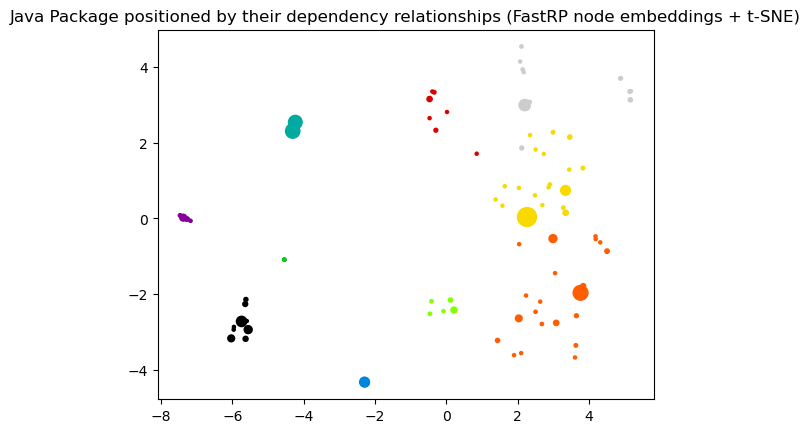 Java Package positioned by their dependency relationships (FastRP node embeddings + t-SNE)
4
2
0
−2
−4
−8 −6 −4 −2 0 2 4